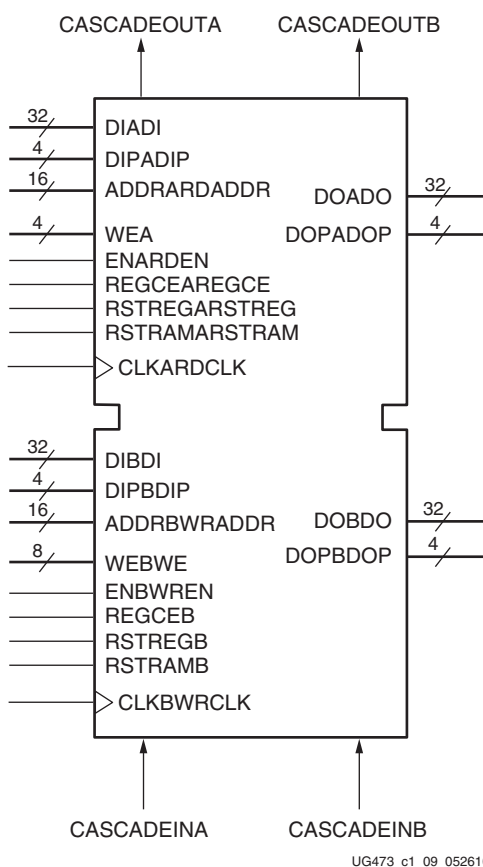 CASCADEOUTA CASCADEOUTB
32 DIADI
4 DIPADIP
16 ADDRARDADDR
DOADO 32
4 WEA
DOPADOP 4
ENARDEN
REGCEAREGCE
RSTREGARSTREG
RSTRAMARSTRAM
CLKARDCLK
32 DIBDI
4 DIPBDIP
16 ADDRBWRADDR
DOBDO 32
8 WEBWE
DOPBDOP 4
ENBWREN
REGCEB
RSTREGB
RSTRAMB
CLKBWRCLK
CASCADEINA CASCADEINB